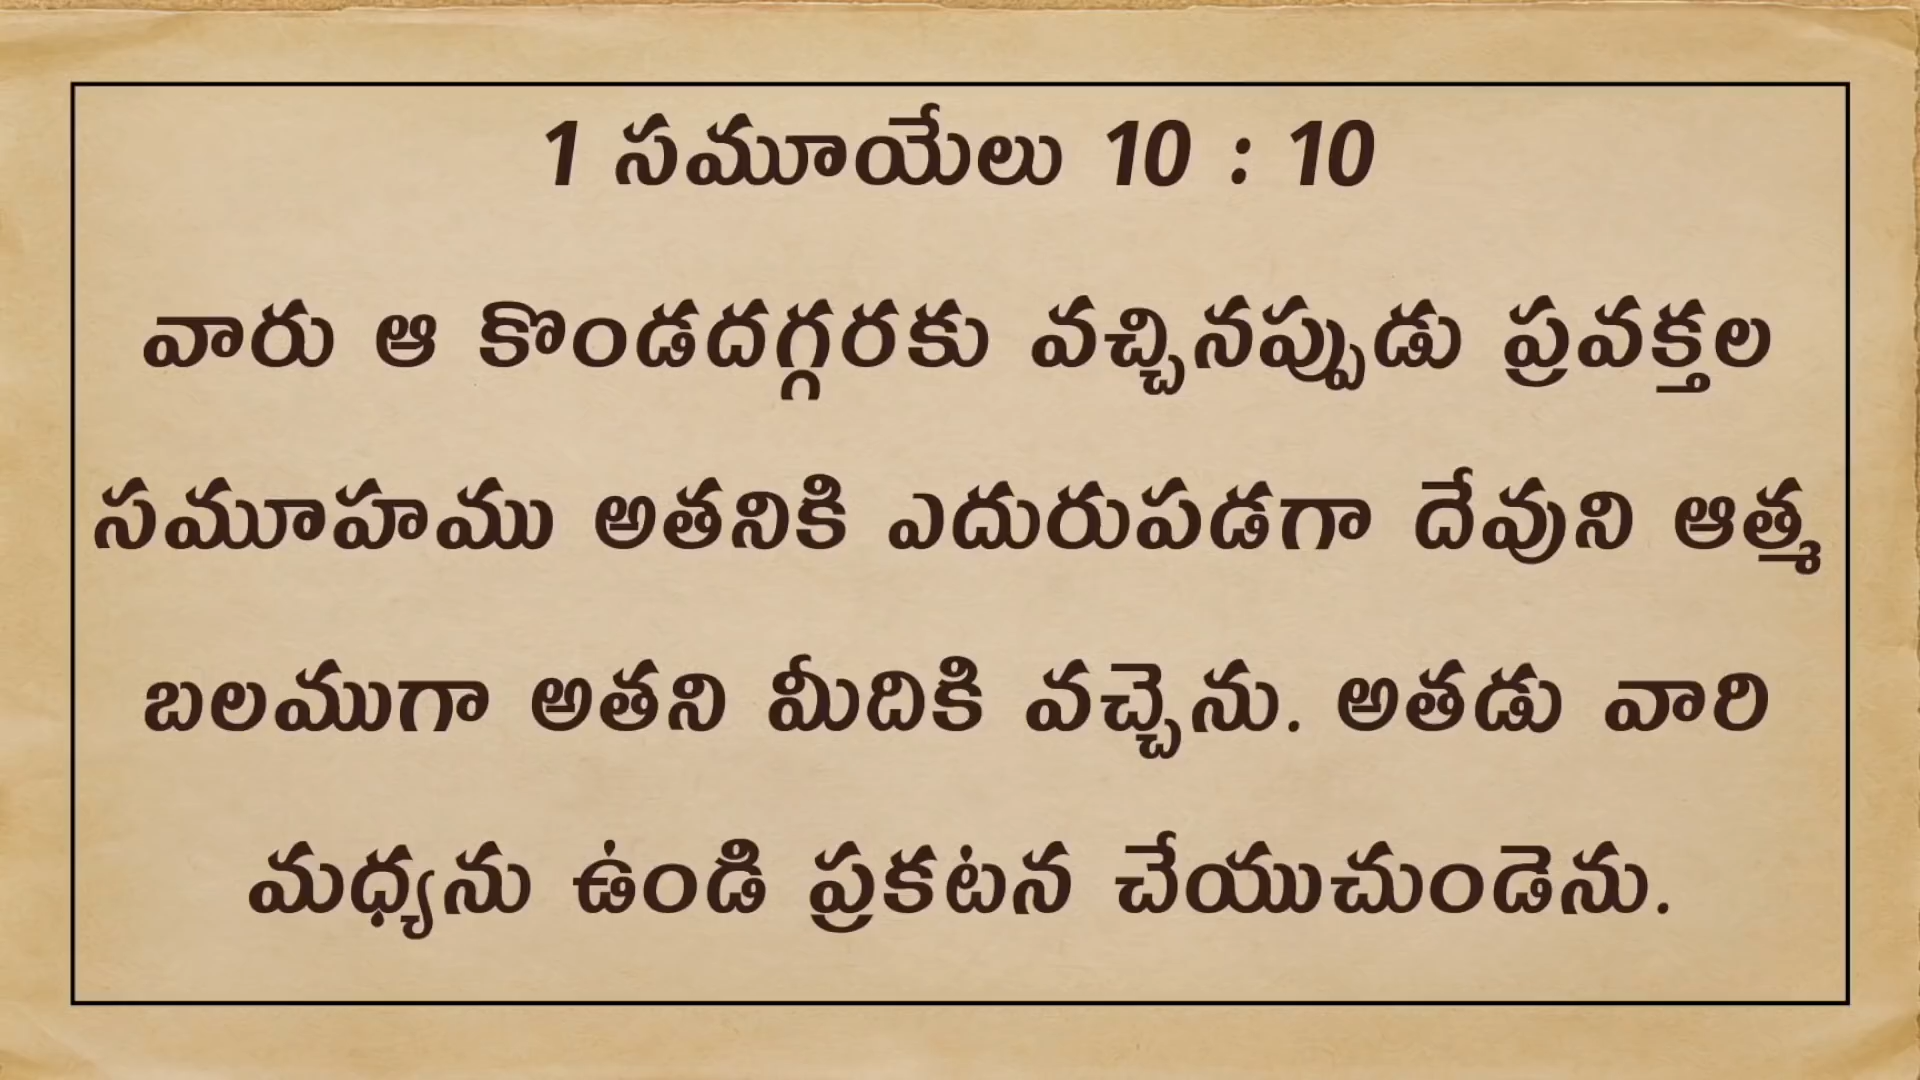 1 సమూయేలు 10 : 10
వారు ఆ కొండదగ్గరకు వచ్చినప్పుడు ప్రవక్తల
సమూహము అతనికి ఎదురుపడగా దేవుని ఆత్మ
బలముగా అతని మీదికి వచ్చెను. అతడు వారి
మధ్యను ఉండి ప్రకటన చేయుచుండెను.